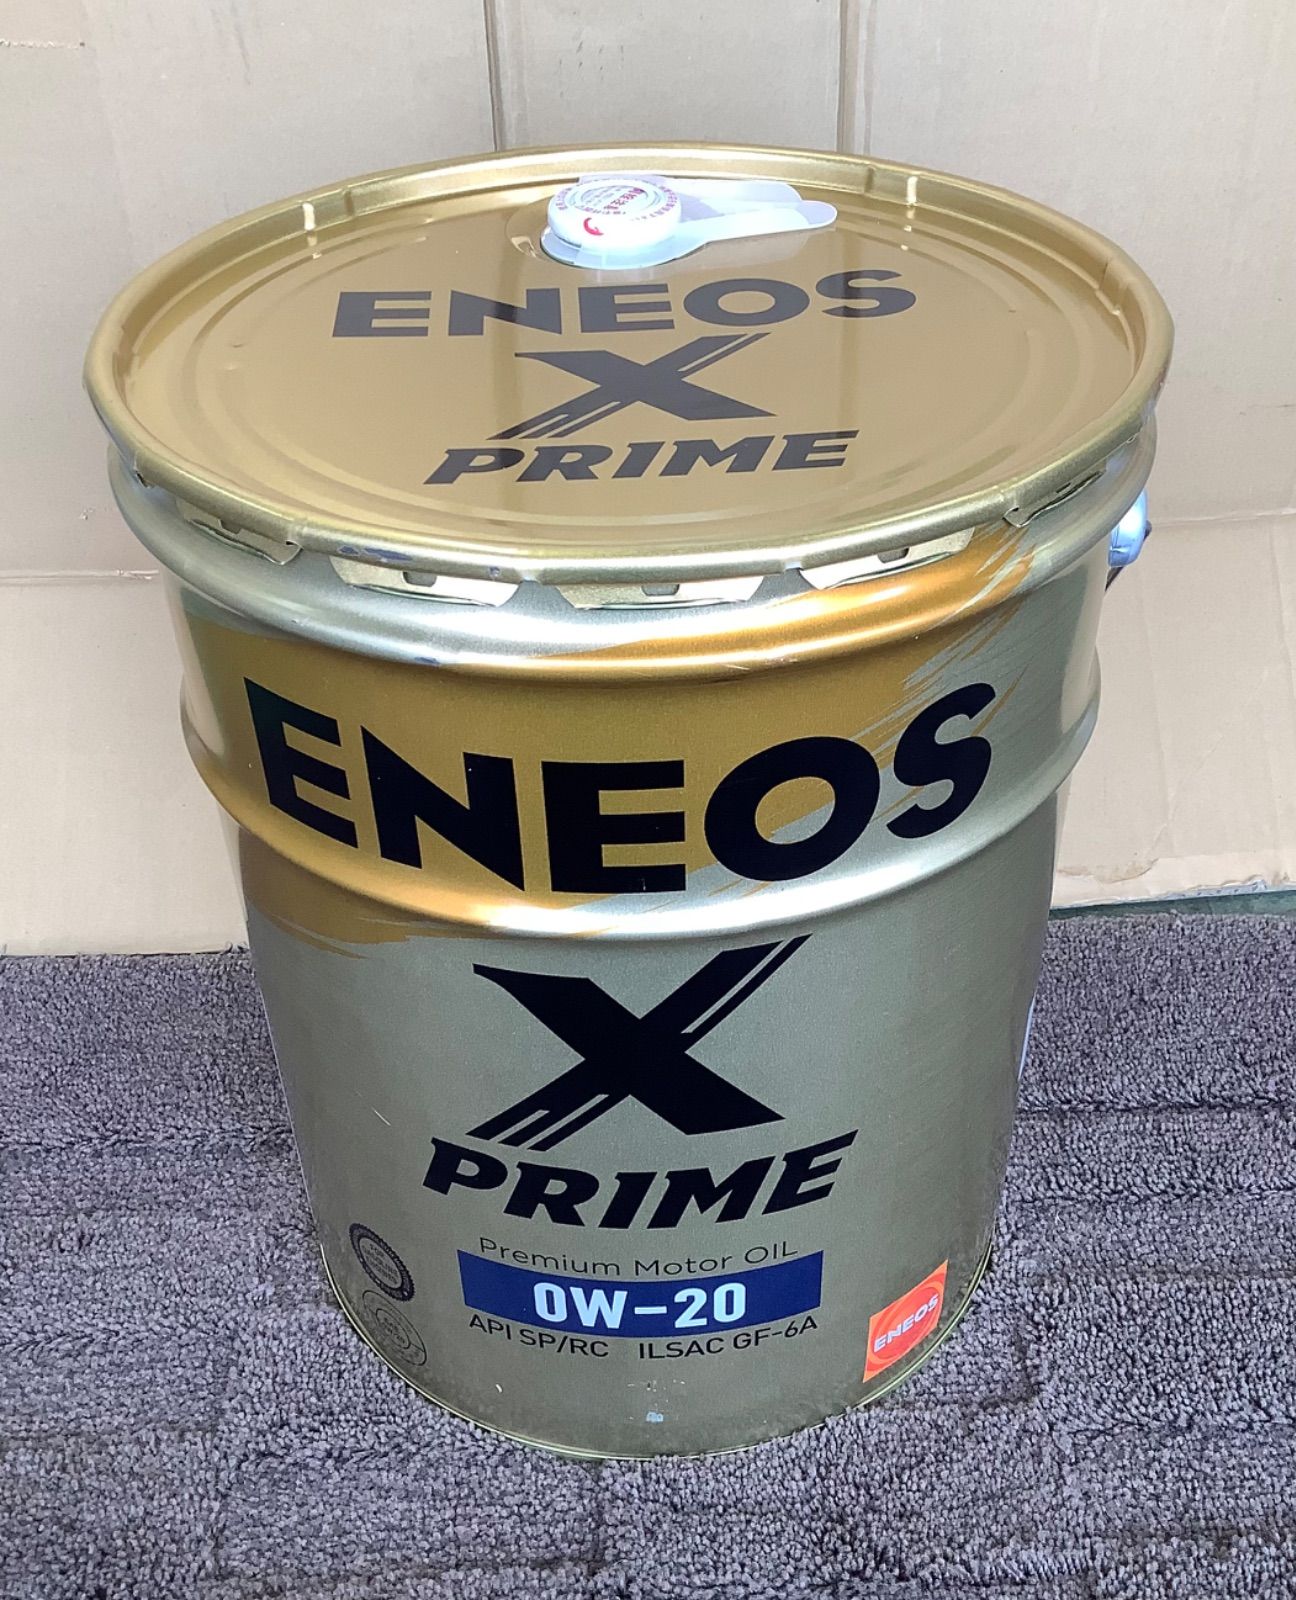 ENEOS
X
PRIME
ENEOS
X
PRIME
Premium Motor OIL
0W-20
API SP/RC ILSAC GF-6A
ENEOS